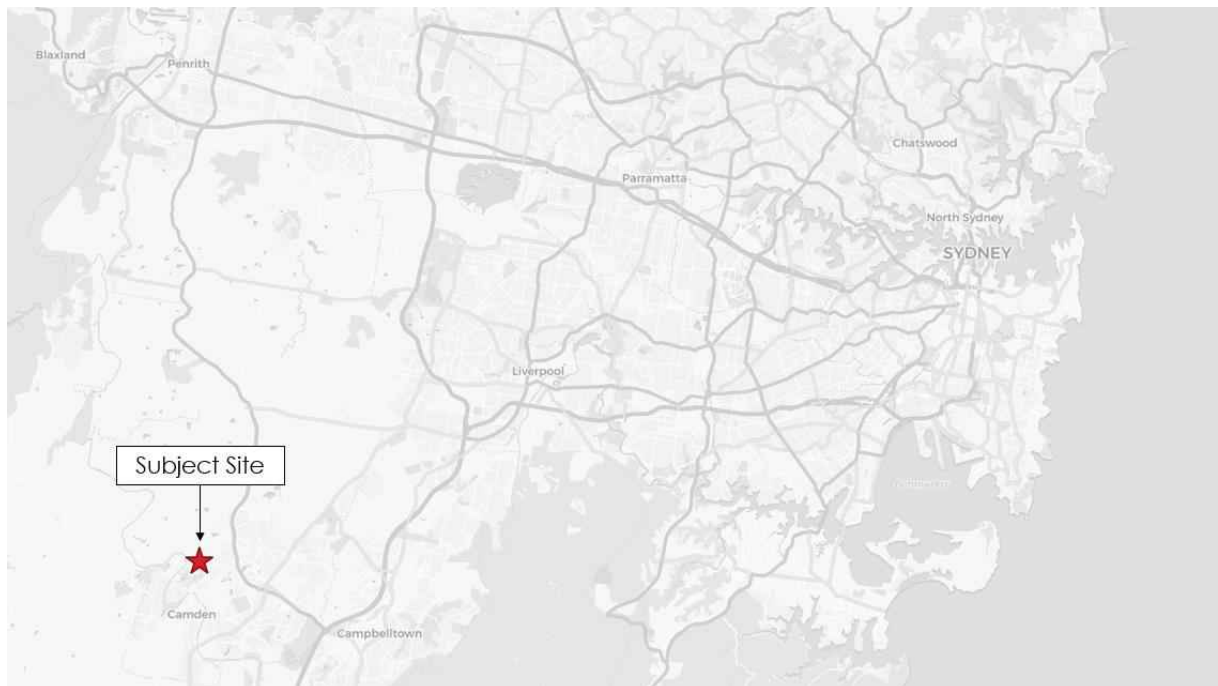 Blaxland
Penrith
Chatswood
Parramatta
North Sydney
SYDNEY
Liverpool
Subject Site
Camden
Campbelltown